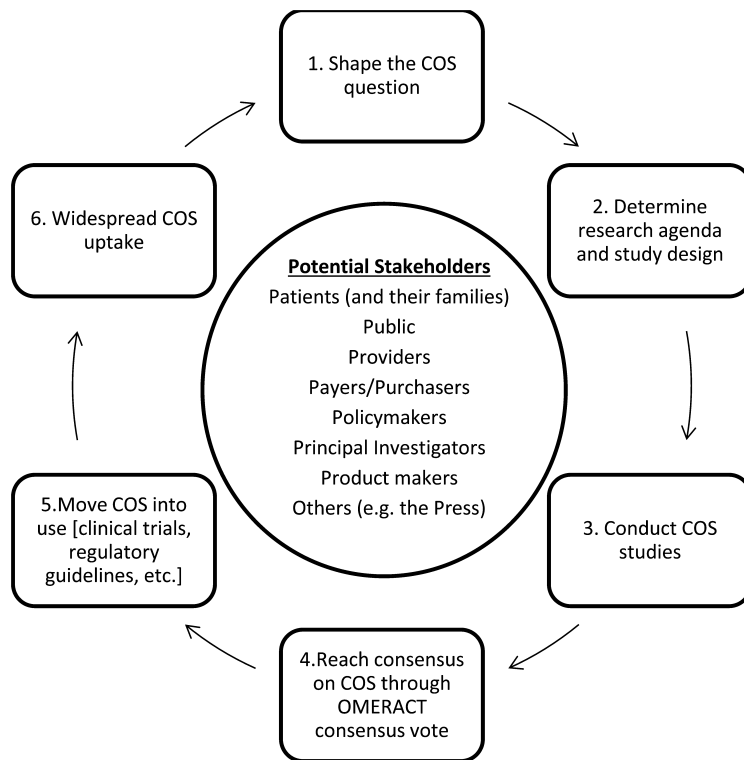 1. Shape the COS
question
2. Determine
research agenda
and study design
3. Conduct COS
studies
4.Reach consensus
on COS through
OMERACT
consensus vote
5.Move COS into
use [clinical trials,
regulatory
guidelines, etc.]
6. Widespread COS
uptake
Potential Stakeholders
Patients (and their families)
Public
Providers
Payers/Purchasers
Policymakers
Principal Investigators
Product makers
Others (e.g. the Press)